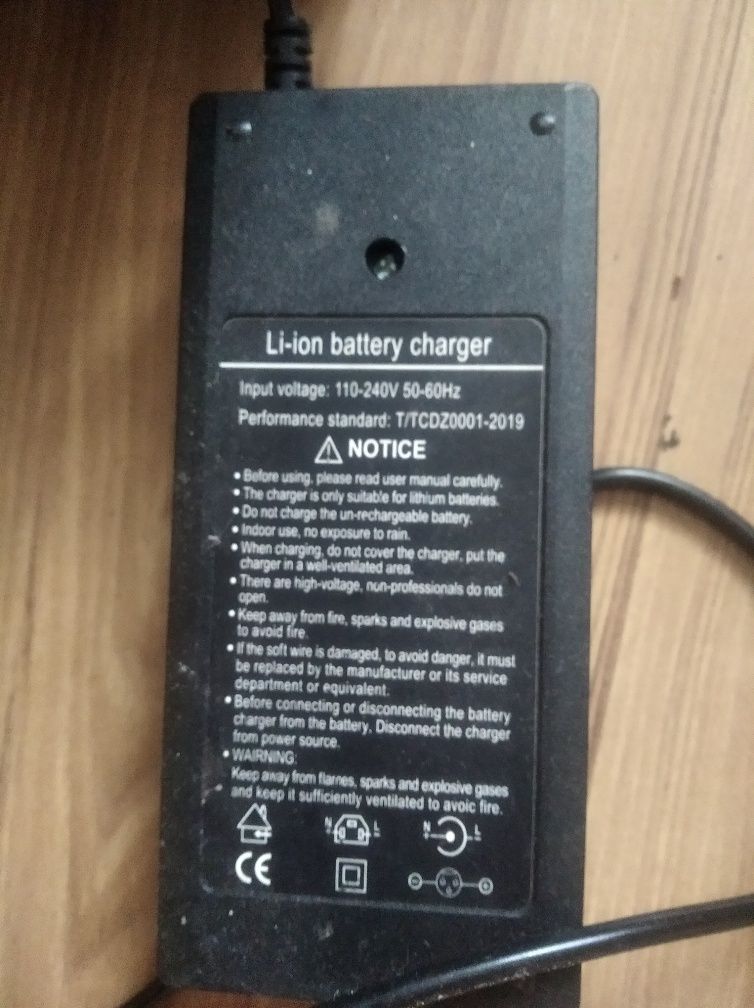 Li-ion battery charger
Input voltage: 110-240V 50-60Hz
Performance standard: T/TCDZ0001-2019
NOTICE
• Before using, please read user manual carefully.
• The charger is only suitable for lithium batteries.
• Do not charge the un-rechargeable battery.
• Indoor use, no exposure to rain.
• When charging, do not cover the charger, put the
charger in a well-ventilated area.
• There are high-voltage, non-professionals do not
open.
• Keep away from fire, sparks and explosive gases
to avoid fire.
• If the soft wire is damaged, to avoid danger, it must
be replaced by the manufacturer or its service
department or equivalent.
• Before connecting or disconnecting the battery
charger from the battery, Disconnect the charger
from power source.
• WAIRNING:
Keep away from flarnes, sparks and explosive gases
and keep it sufficiently ventilated to avoic fire.
N L N L
CE